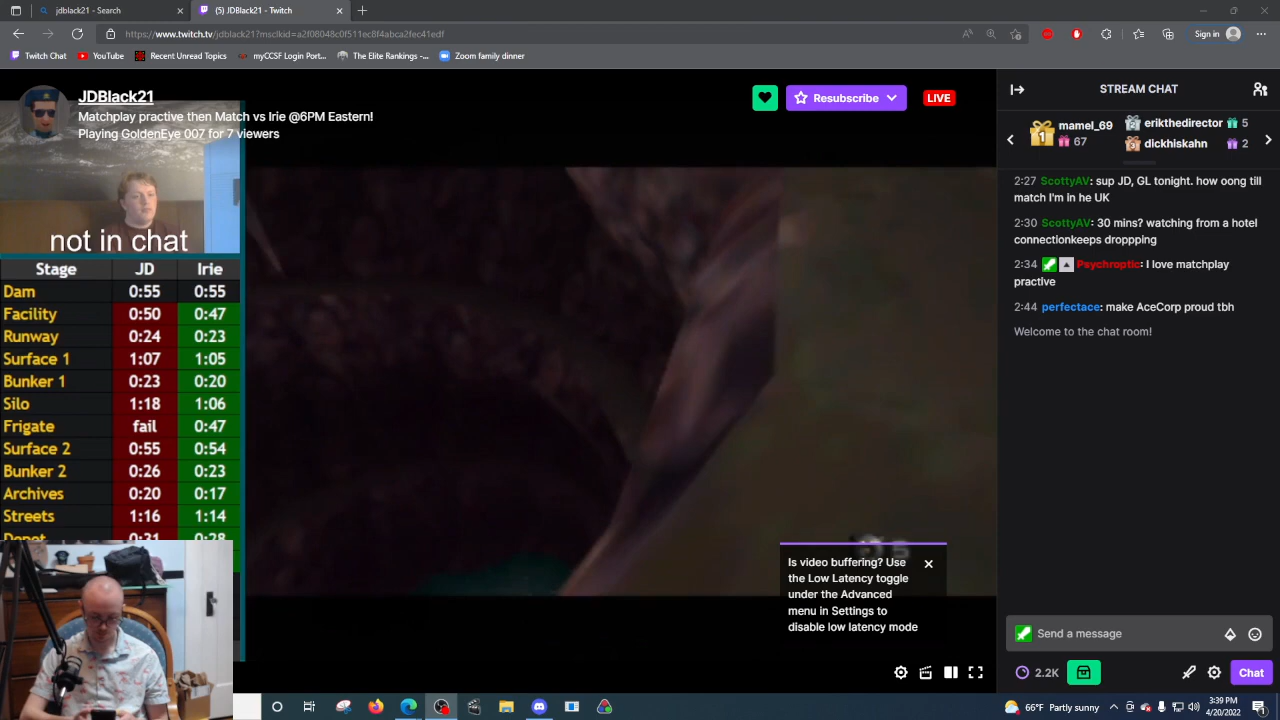 jdblack21 - Search
(5) JDBlack21 - Twitch
https://www.twitch.tv/jdblack21?msclkid=a2f08048c0f511ec8f4abca2fec41edf
Sign in
Twitch Chat
YouTube
Recent Underground Topics
myCCSF Login Port...
The Elite Rankings -...
Zoom family dinner
JDBlack21
Matchplay practive then Match vs Irie @6PM Eastern!
Playing GoldenEye 007 for 7 viewers
Resubscribe
LIVE
not in chat
Stage JD Irie
Dam 0:55 0:55
Facility 0:50 0:47
Runway 0:24 0:23
Surface 1 1:07 1:05
Bunker 1 0:23 0:20
Silo 1:18 1:06
Frigate fail 0:47
Surface 2 0:55 0:54
Bunker 2 0:26 0:23
Archives 0:20 0:17
Streets 1:16 1:14
Depot 0:31 0:28
Is video buffering? Use
the Low Latency toggle
under the Advanced
menu in Settings to
disable low latency mode
STREAM CHAT
1 mamel_69
67
2 erikthedirector 5
3 dickhiskahn 2
2:27 ScottyAV: sup JD, GL tonight. how oong till
match I'm in he UK
2:30 ScottyAV: 30 mins? watching from a hotel
connectionkeeps droppping
2:34 Psychroptic: I love matchplay
practive
2:44 perfectace: make AceCorp proud tbh
Welcome to the chat room!
Send a message
2.2K
Chat
66°F Partly sunny
3:39 PM
4/20/2022